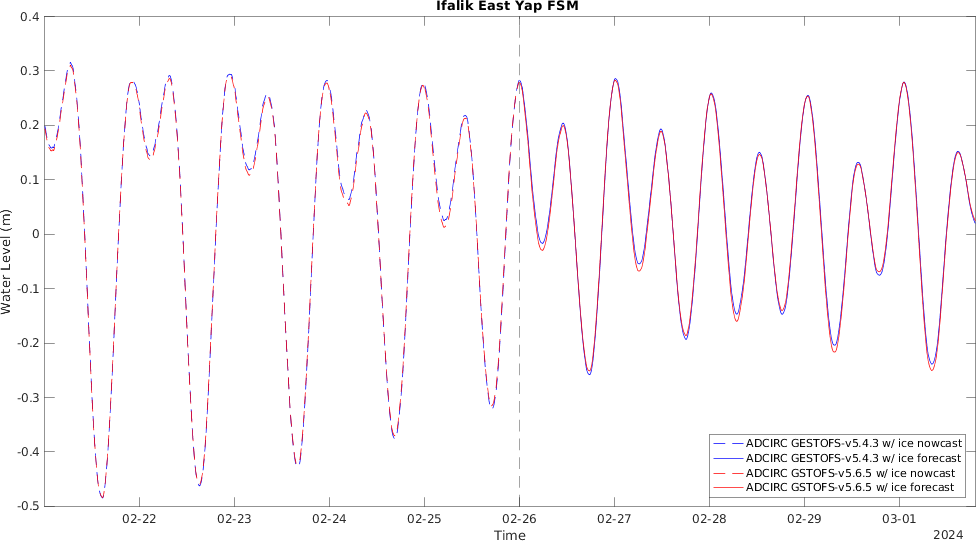 Ifalik East Yap FSM
0.4
0.3
0.2
0.1
0
-0.1
-0.2
-0.3
-0.4
-0.5
Water Level (m)
ADCIRC GESTOFS-v5.4.3 w/ ice nowcast
ADCIRC GESTOFS-v5.4.3 w/ ice forecast
ADCIRC GSTOFS-v5.6.5 w/ ice nowcast
ADCIRC GSTOFS-v5.6.5 w/ ice forecast
02-22 02-23 02-24 02-25 02-26 02-27 02-28 02-29 03-01
Time
2024